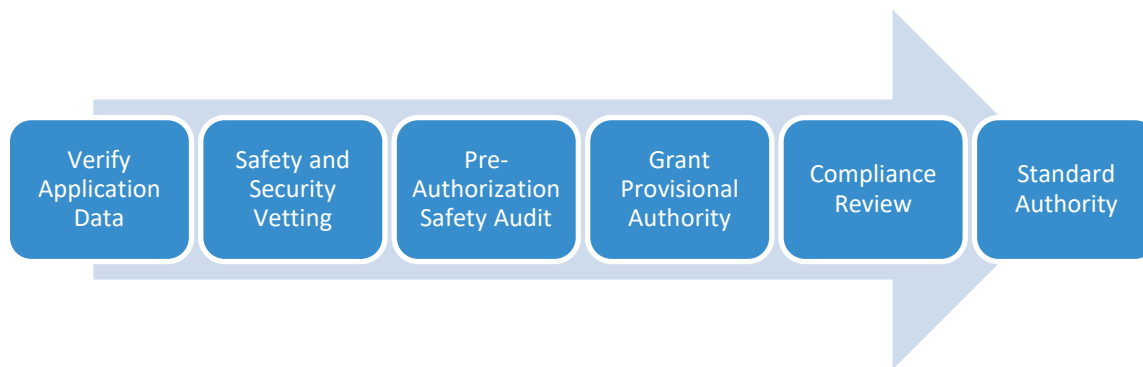 Verify
Application
Data
Safety and
Security
Vetting
Pre-
Authorization
Safety Audit
Grant
Provisional
Authority
Compliance
Review
Standard
Authority